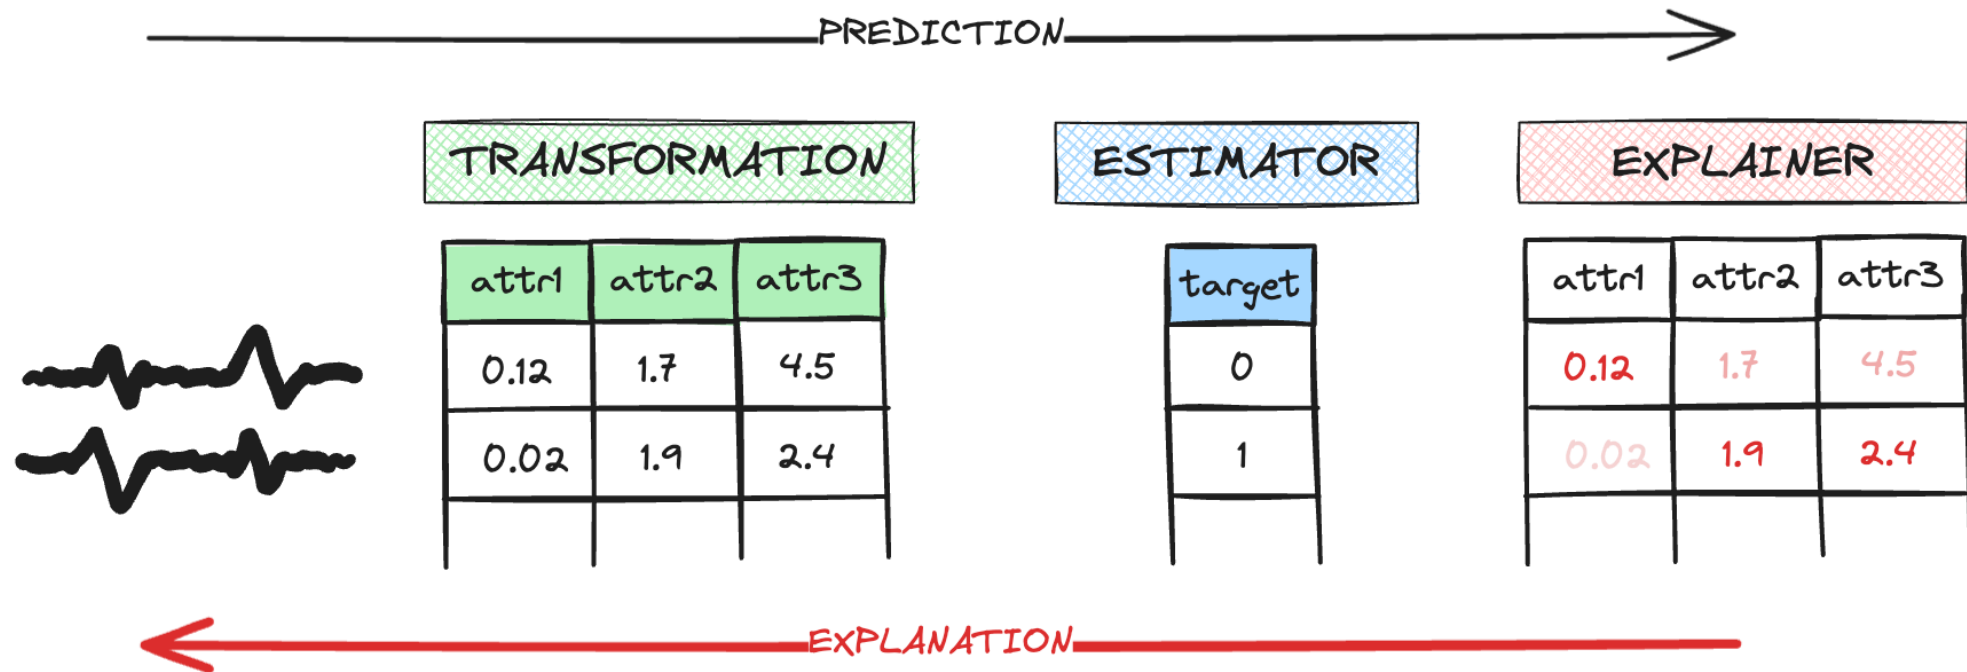 PREDICTION
TRANSFORMATION ESTIMATOR EXPLAINER
attr1 attr2 attr3 target attr1 attr2 attr3
0.12 1.7 4.5 0 0.12 1.7 4.5
0.02 1.9 2.4 1 0.02 1.9 2.4
EXPLANATION